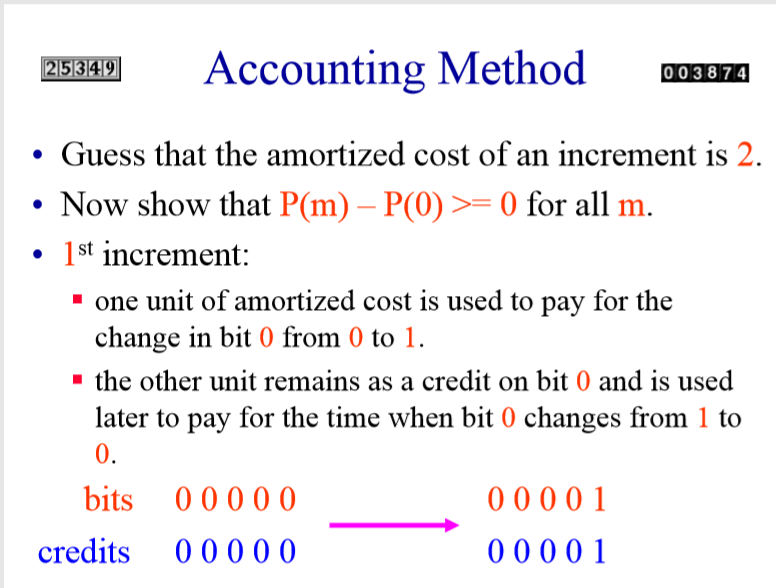 25349
Accounting Method
003874
• Guess that the amortized cost of an increment is 2.
• Now show that P(m) – P(0) >= 0 for all m.
• 1st increment:
▪ one unit of amortized cost is used to pay for the
change in bit 0 from 0 to 1.
▪ the other unit remains as a credit on bit 0 and is used
later to pay for the time when bit 0 changes from 1 to
0.
bits 0 0 0 0 0 0 0 0 0 1
credits 0 0 0 0 0 0 0 0 0 1